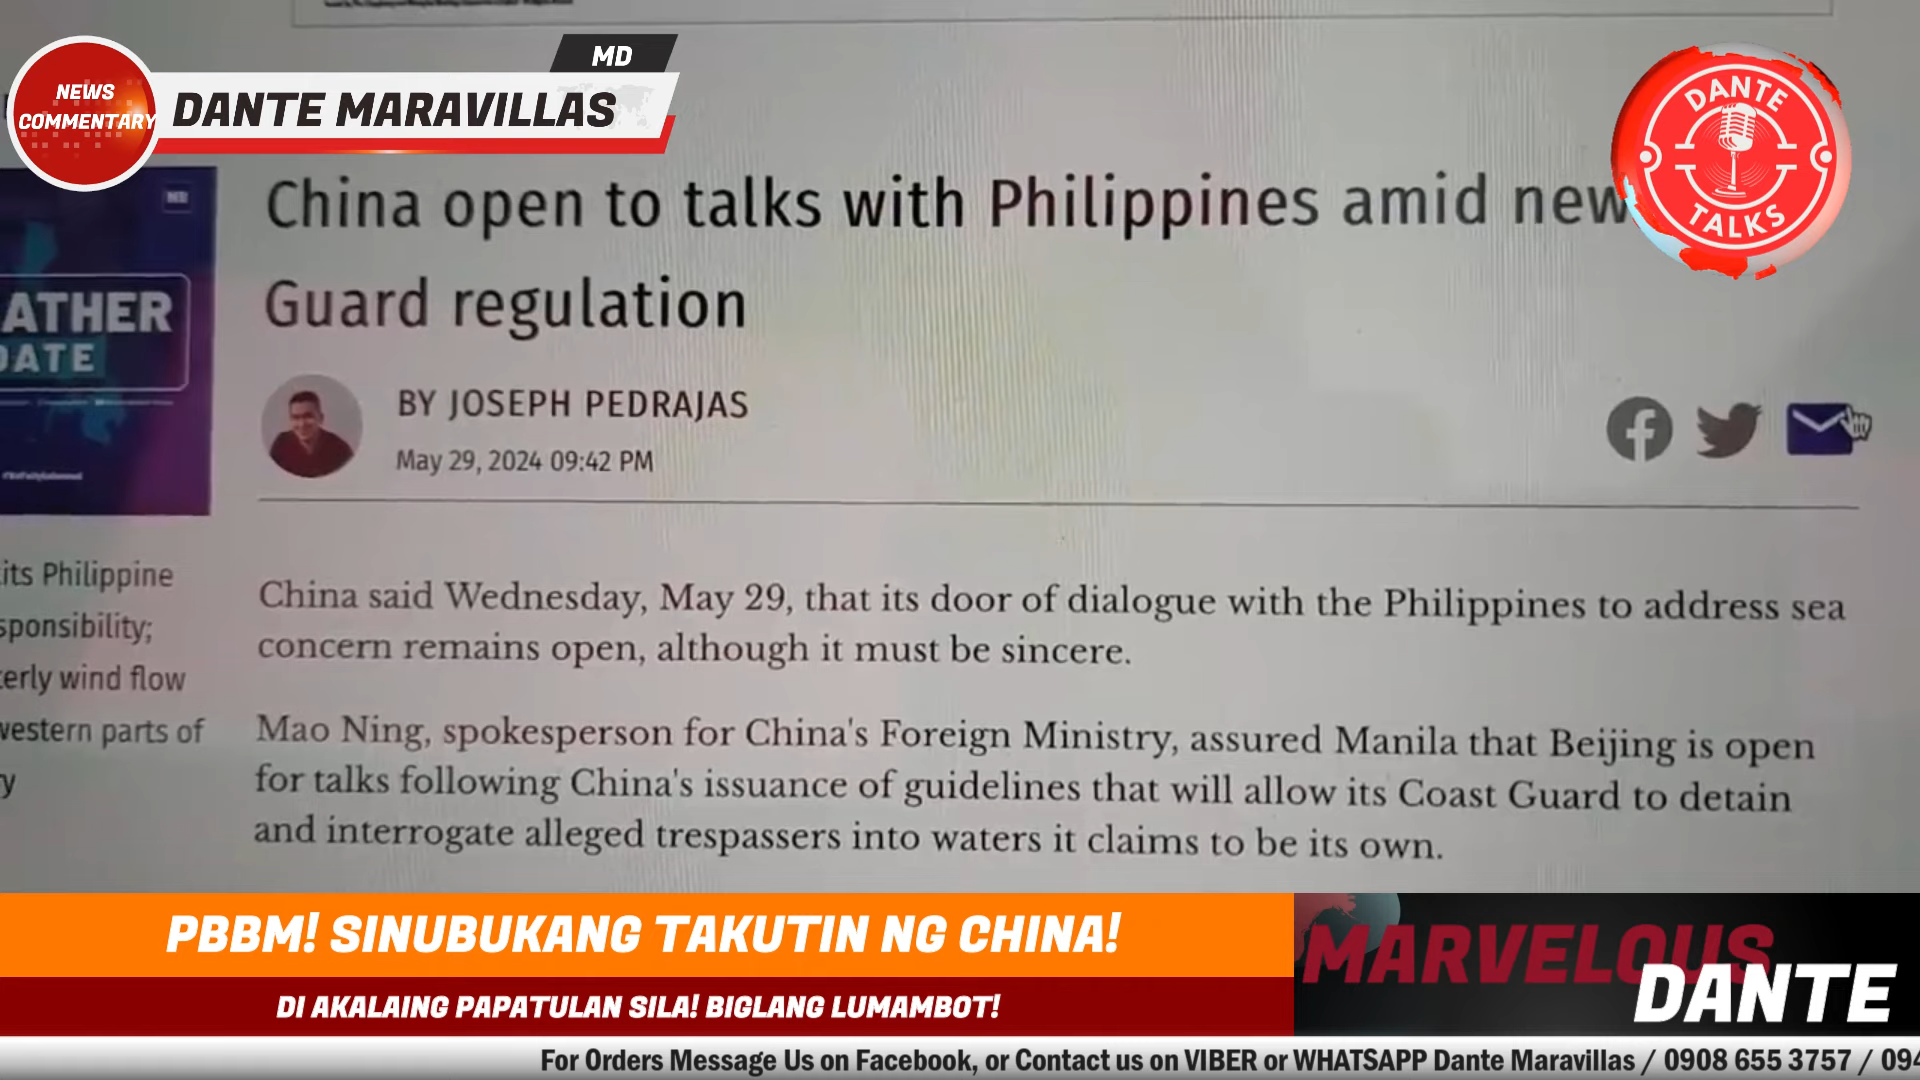 MD
NEWS
COMMENTARY
DANTE MARAVILLAS
DANTE
TALKS
China open to talks with Philippines amid new
Guard regulation
BY JOSEPH PEDRAJAS
May 29, 2024 09:42 PM
ATHER
DATE
its Philippine
sponsibility;
terly wind flow
western parts of
y
China said Wednesday, May 29, that its door of dialogue with the Philippines to address sea
concern remains open, although it must be sincere.
Mao Ning, spokesperson for China's Foreign Ministry, assured Manila that Beijing is open
for talks following China's issuance of guidelines that will allow its Coast Guard to detain
and interrogate alleged trespassers into waters it claims to be its own.
PBBM! SINUBUKANG TAKUTIN NG CHINA!
DI AKALAING PAPATULAN SILA! BIGLANG LUMAMBOT!
MARVELOUS
DANTE
For Orders Message Us on Facebook, or Contact us on VIBER or WHATSAPP Dante Maravillas / 0908 655 3757 / 094